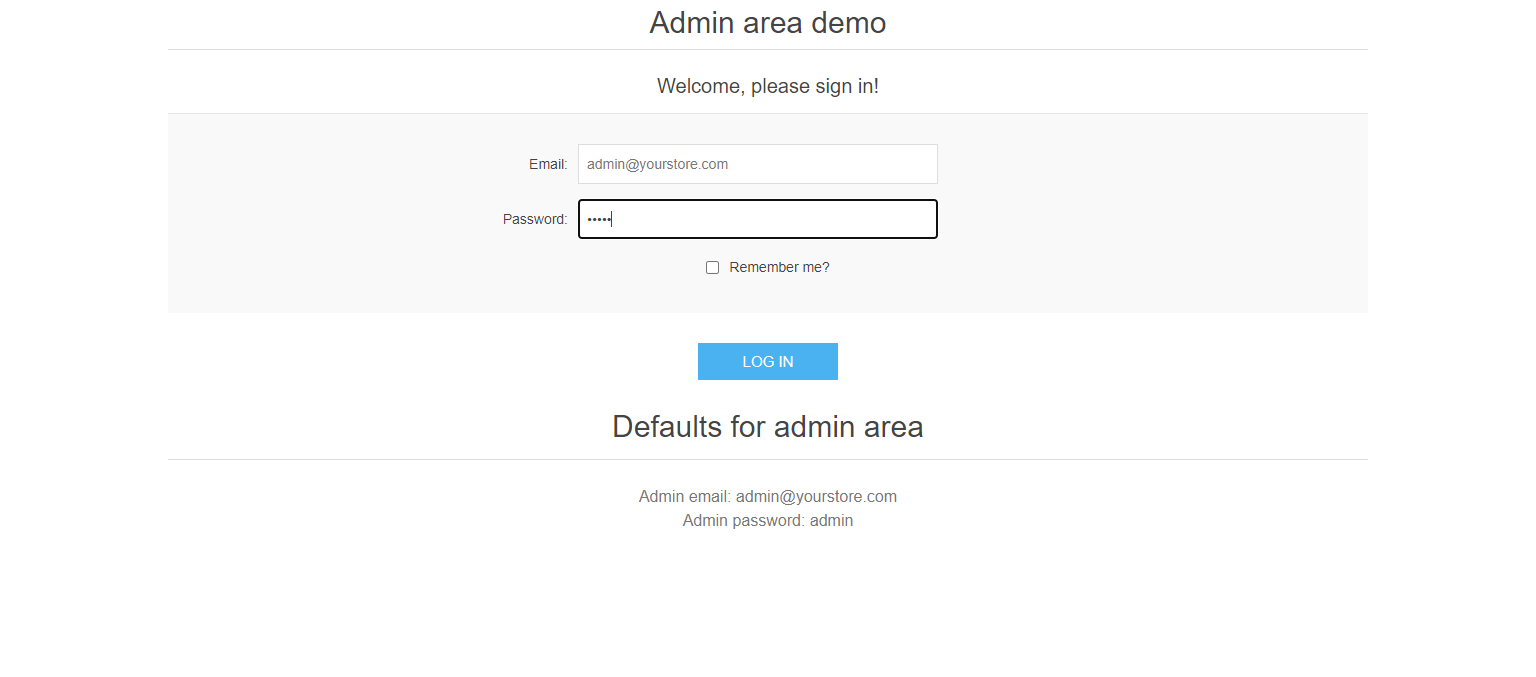 Admin area demo
Welcome, please sign in!
Email: admin@yourstore.com
Password: •••••
Remember me?
LOG IN
Defaults for admin area
Admin email: admin@yourstore.com
Admin password: admin